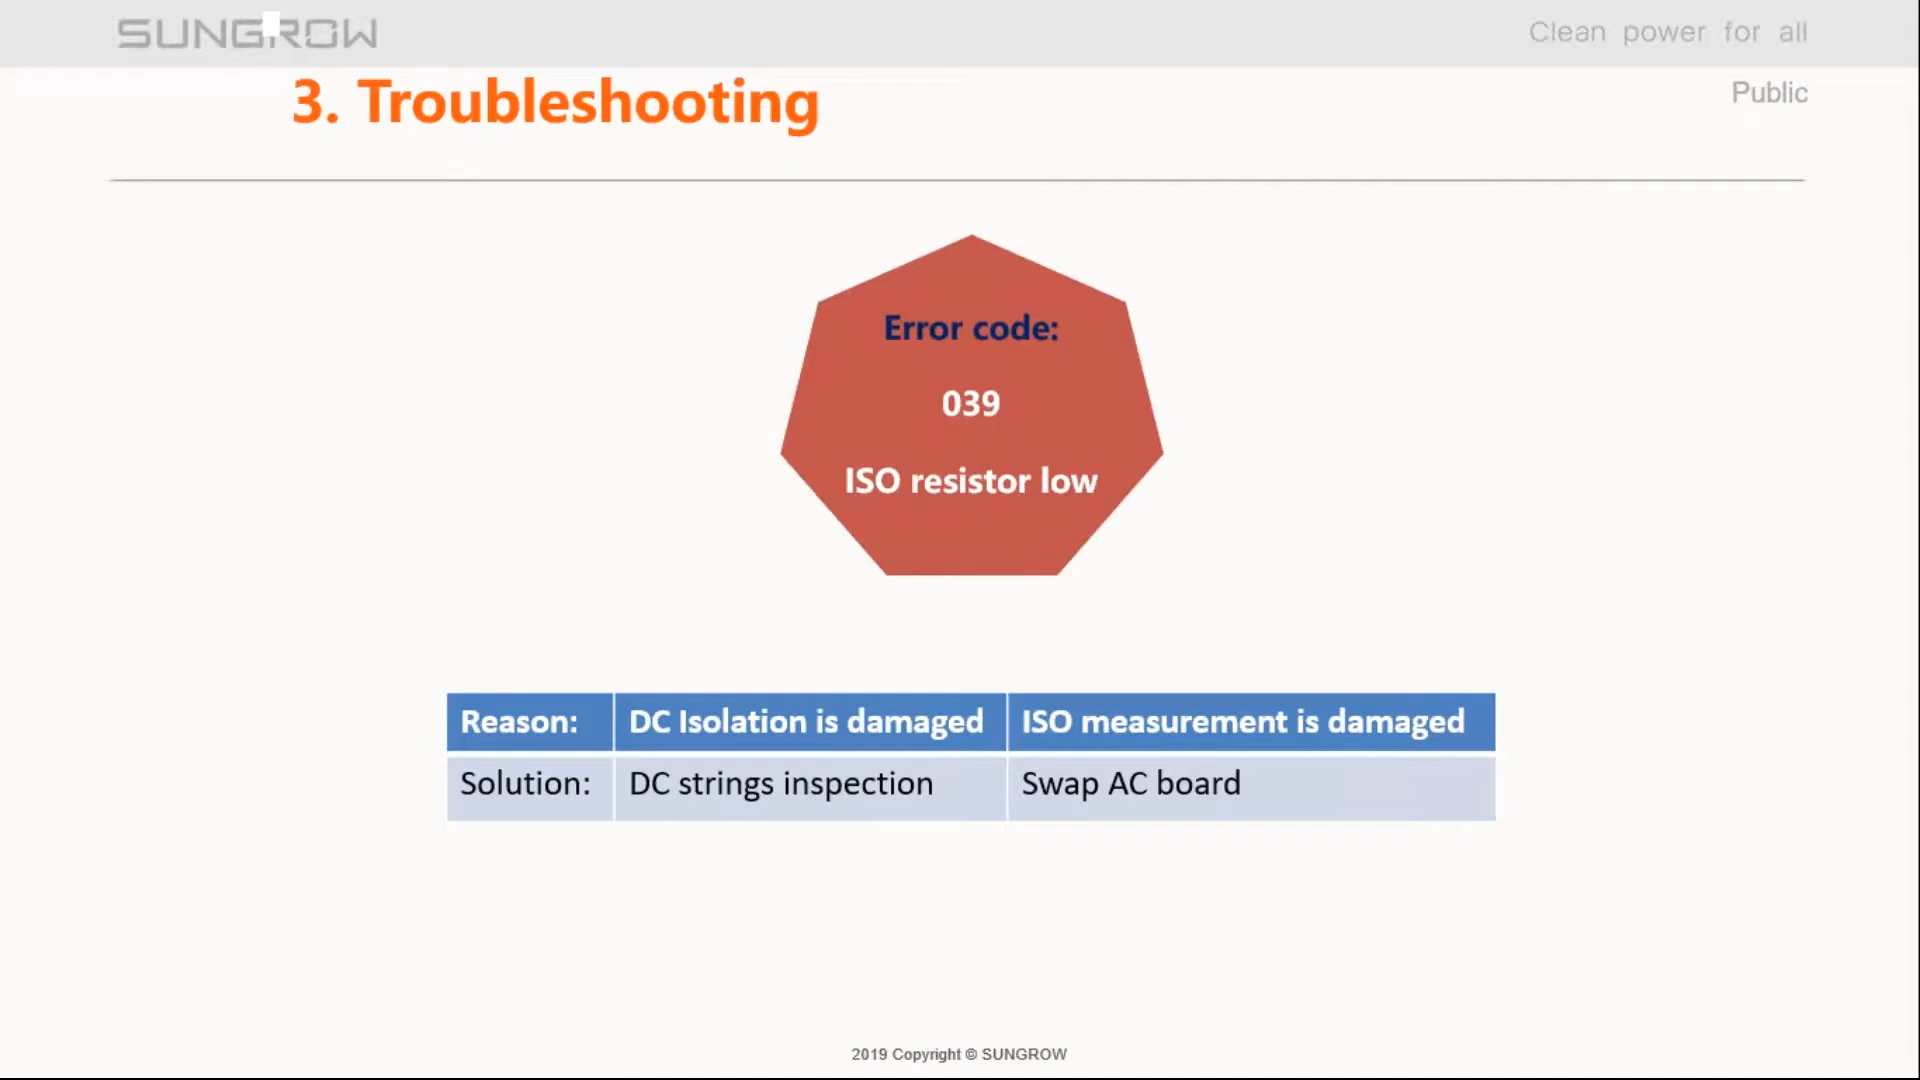 SUNGROW
Clean power for all
3. Troubleshooting
Public
Error code:
039
ISO resistor low
Reason: DC Isolation is damaged ISO measurement is damaged
Solution: DC strings inspection Swap AC board
2019 Copyright © SUNGROW